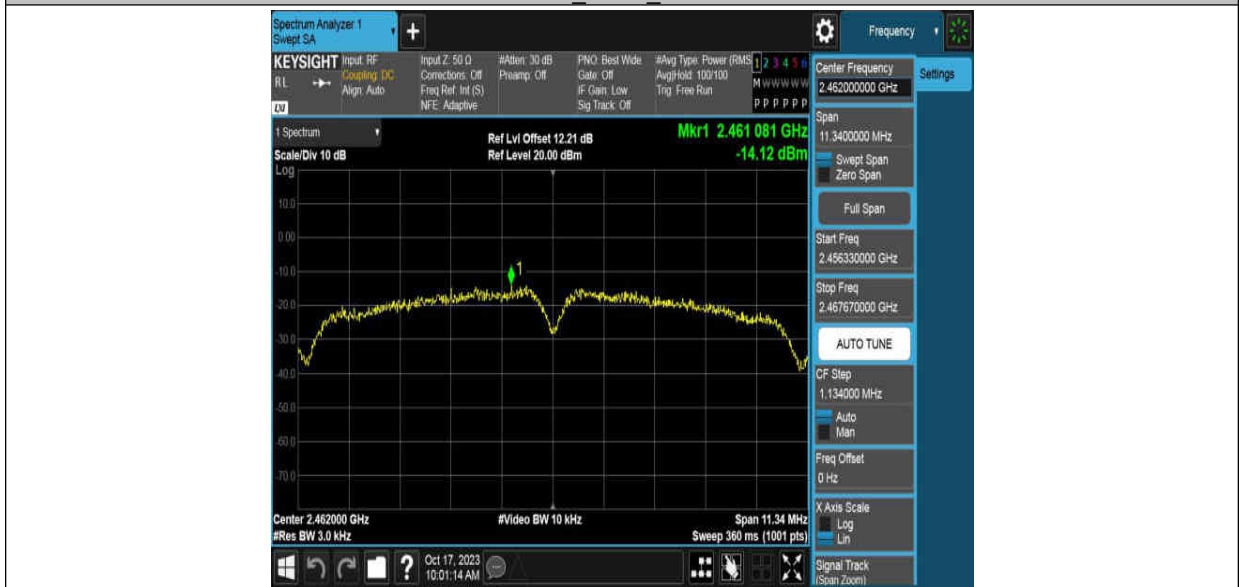 Spectrum Analyzer 1
Swept SA
+
Frequency
KEYSIGHT
RL
LXI
Input: RF
Coupling: DC
Align: Auto
Input Z: 50 Ω
Corrections: Off
Freq Ref: Int (S)
NFE: Adaptive
#Atten: 30 dB
Preamp: Off
PNO: Best Wide
Gate: Off
IF Gain: Low
Sig Track: Off
#Avg Type: Power (RMS
Avg|Hold: 100/100
Trig: Free Run
1 2 3 4 5 6
M W W W W W
P P P P P P
1 Spectrum
Scale/Div 10 dB
Ref Lvl Offset 12.21 dB
Ref Level 20.00 dBm
Mkr1 2.461 081 GHz
-14.12 dBm
Log
10.0
0.00
-10.0
-20.0
-30.0
-40.0
-50.0
-60.0
-70.0
1
Center 2.462000 GHz
#Res BW 3.0 kHz
#Video BW 10 kHz
Span 11.34 MHz
Sweep 360 ms (1001 pts)
Center Frequency
2.462000000 GHz
Settings
Span
11.3400000 MHz
Swept Span
Zero Span
Full Span
Start Freq
2.456330000 GHz
Stop Freq
2.467670000 GHz
AUTO TUNE
CF Step
1.134000 MHz
Auto
Man
Freq Offset
0 Hz
X Axis Scale
Log
Lin
Signal Track
(Span Zoom)
?
Oct 17, 2023
10:01:14 AM